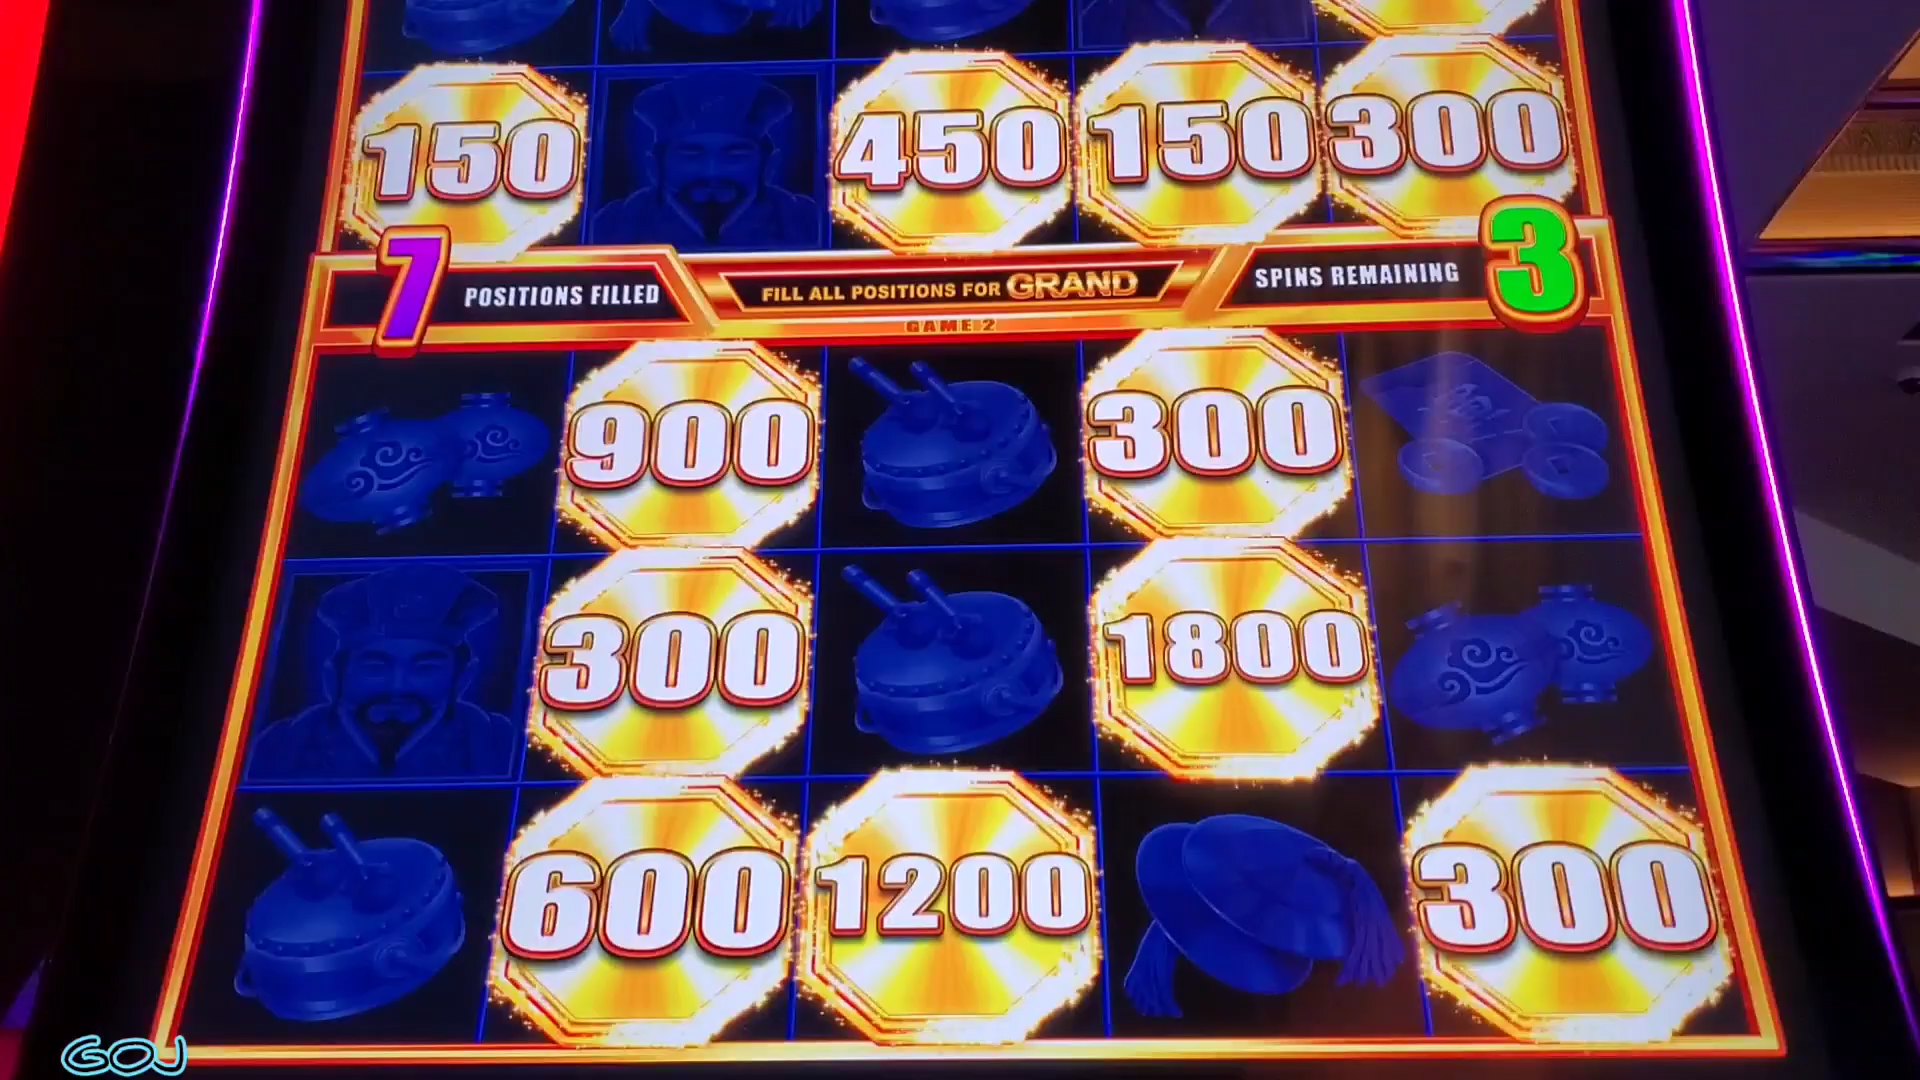 150 450 150 300
7 POSITIONS FILLED FILL ALL POSITIONS FOR GRAND SPINS REMAINING 3
GAME 2
900 300
300 1800
600 1200 300
GOJ